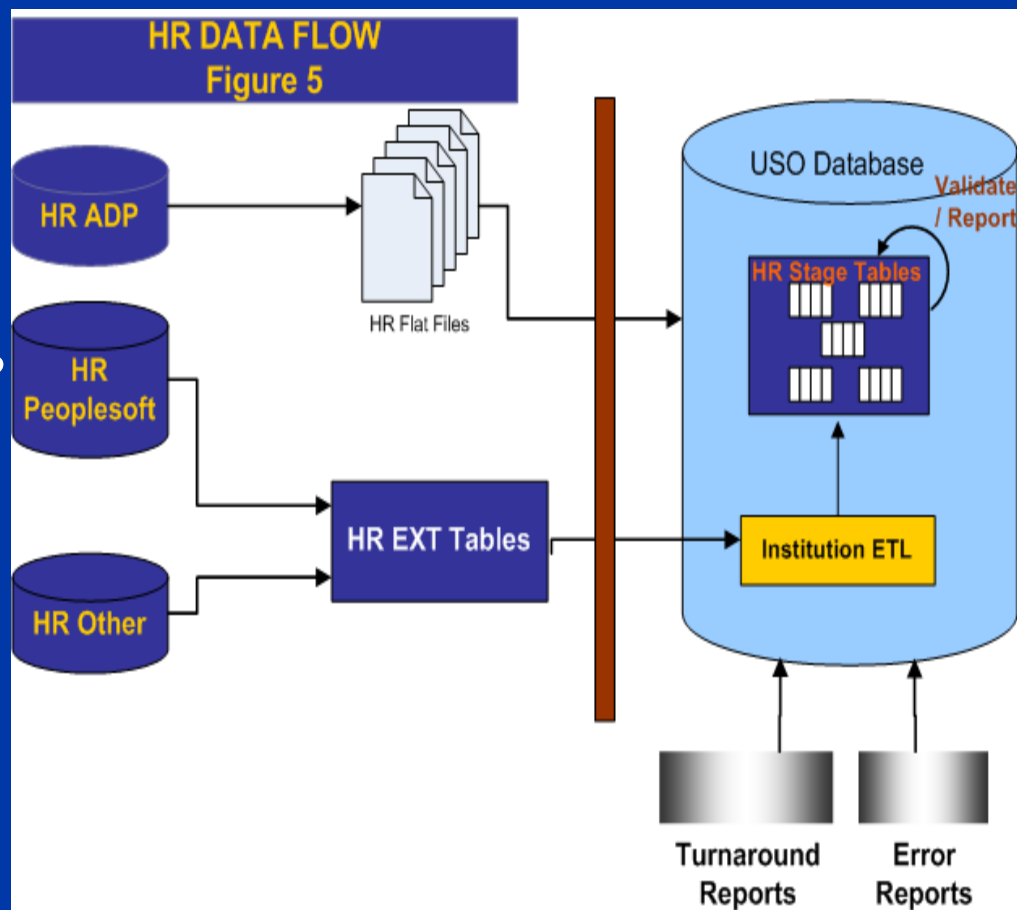 HR DATA FLOW
Figure 5
HR ADP
HR Flat Files
USO Database
Validate
/ Report
HR Stage Tables
HR
Peoplesoft
HR EXT Tables
Institution ETL
HR Other
Turnaround
Reports
Error
Reports